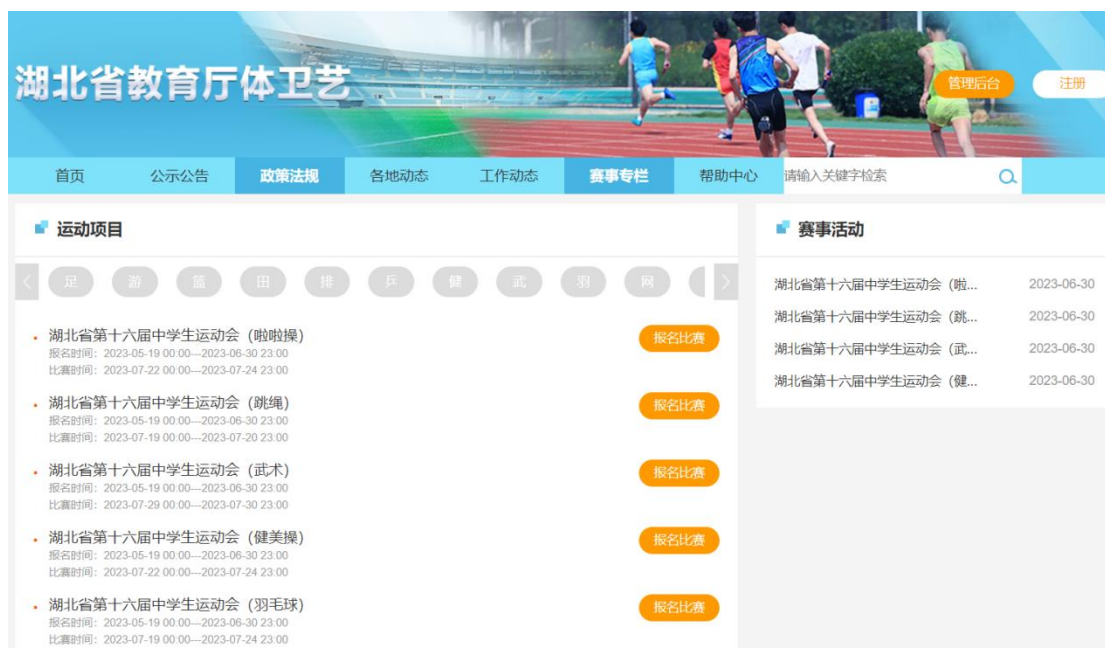 湖北省教育厅体卫艺
管理后台
注册
首页
公示公告
政策法规
各地动态
工作动态
赛事专栏
帮助中心
请输入关键字检索
运动项目
足
游
篮
田
排
乒
健
武
羽
网
湖北省第十六届中学生运动会（啦啦操）
报名比赛
报名时间：2023-05-19 00:00---2023-06-30 23:00
比赛时间：2023-07-22 00:00---2023-07-24 23:00
湖北省第十六届中学生运动会（跳绳）
报名比赛
报名时间：2023-05-19 00:00---2023-06-30 23:00
比赛时间：2023-07-19 00:00---2023-07-20 23:00
湖北省第十六届中学生运动会（武术）
报名比赛
报名时间：2023-05-19 00:00---2023-06-30 23:00
比赛时间：2023-07-29 00:00---2023-07-30 23:00
湖北省第十六届中学生运动会（健美操）
报名比赛
报名时间：2023-05-19 00:00---2023-06-30 23:00
比赛时间：2023-07-22 00:00---2023-07-24 23:00
湖北省第十六届中学生运动会（羽毛球）
报名比赛
报名时间：2023-05-19 00:00---2023-06-30 23:00
比赛时间：2023-07-19 00:00---2023-07-24 23:00
赛事活动
湖北省第十六届中学生运动会（啦... 2023-06-30
湖北省第十六届中学生运动会（跳... 2023-06-30
湖北省第十六届中学生运动会（武... 2023-06-30
湖北省第十六届中学生运动会（健... 2023-06-30